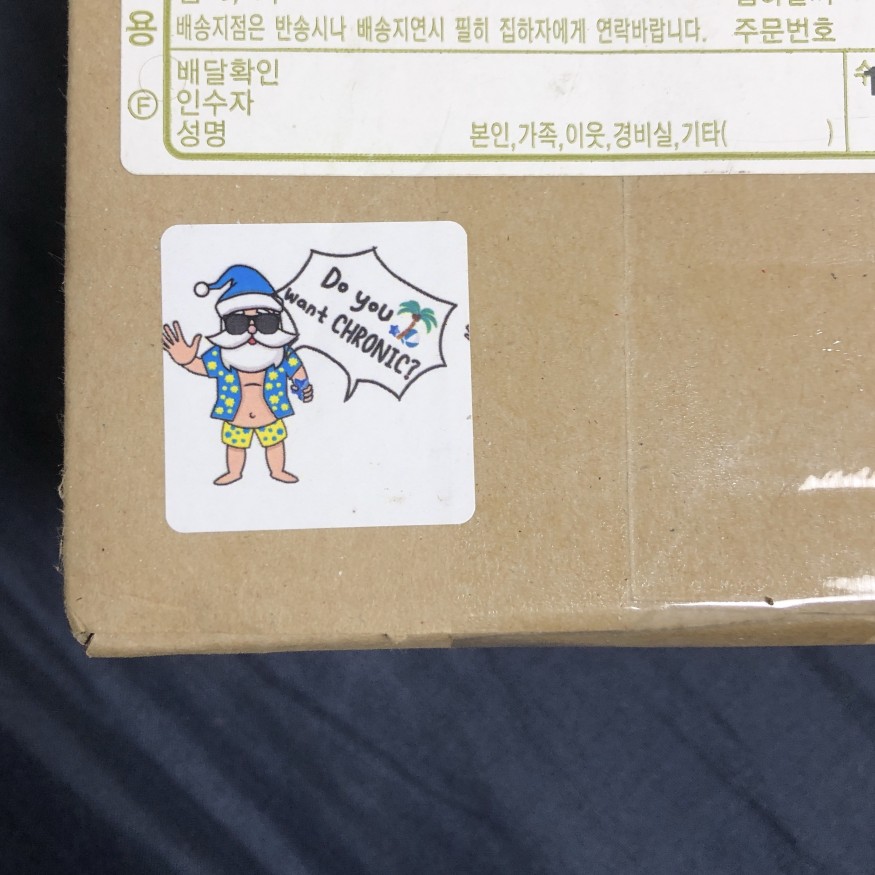 용
배송지점은 반송시나 배송지연시 필히 집하자에게 연락바랍니다.
주문번호
Ⓕ
배달확인
인수자
성명
본인,가족,이웃,경비실,기타( )
Do you
want CHRONIC?